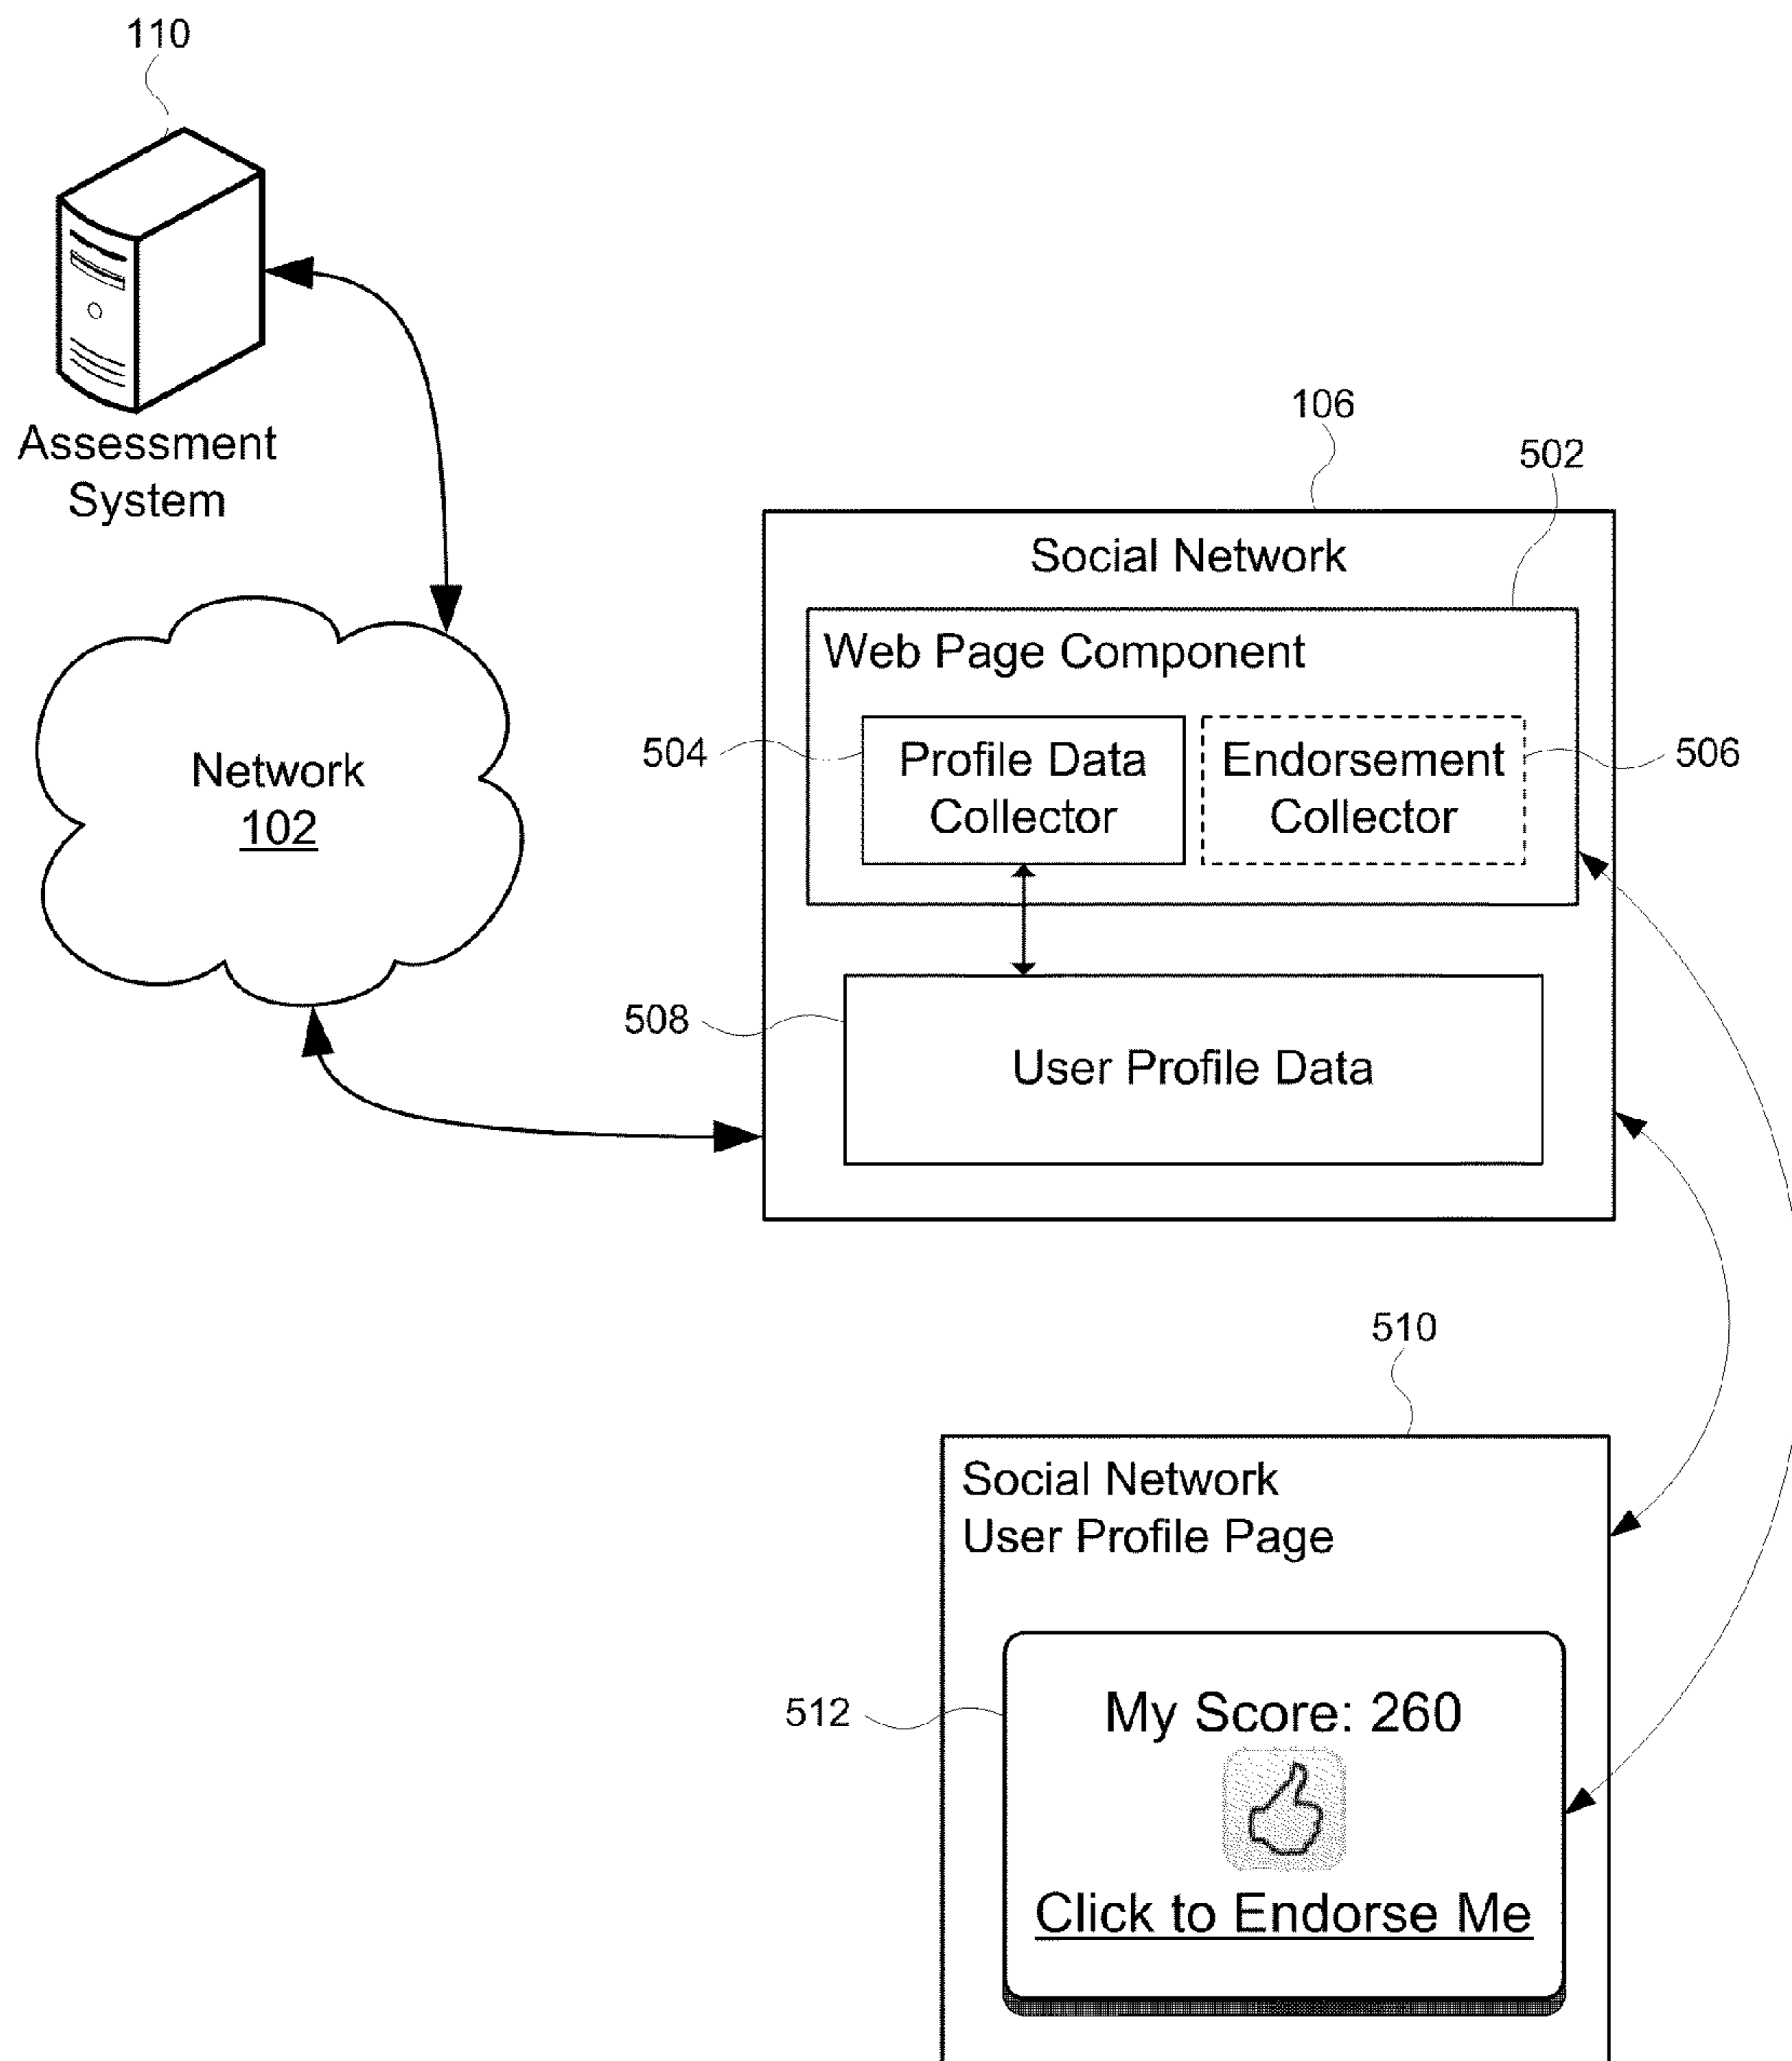 110
Assessment
System
106
502
Social Network
Web Page Component
504
Profile Data
Collector
Endorsement
Collector
506
Network
102
508
User Profile Data
510
Social Network
User Profile Page
512
My Score: 260
Click to Endorse Me